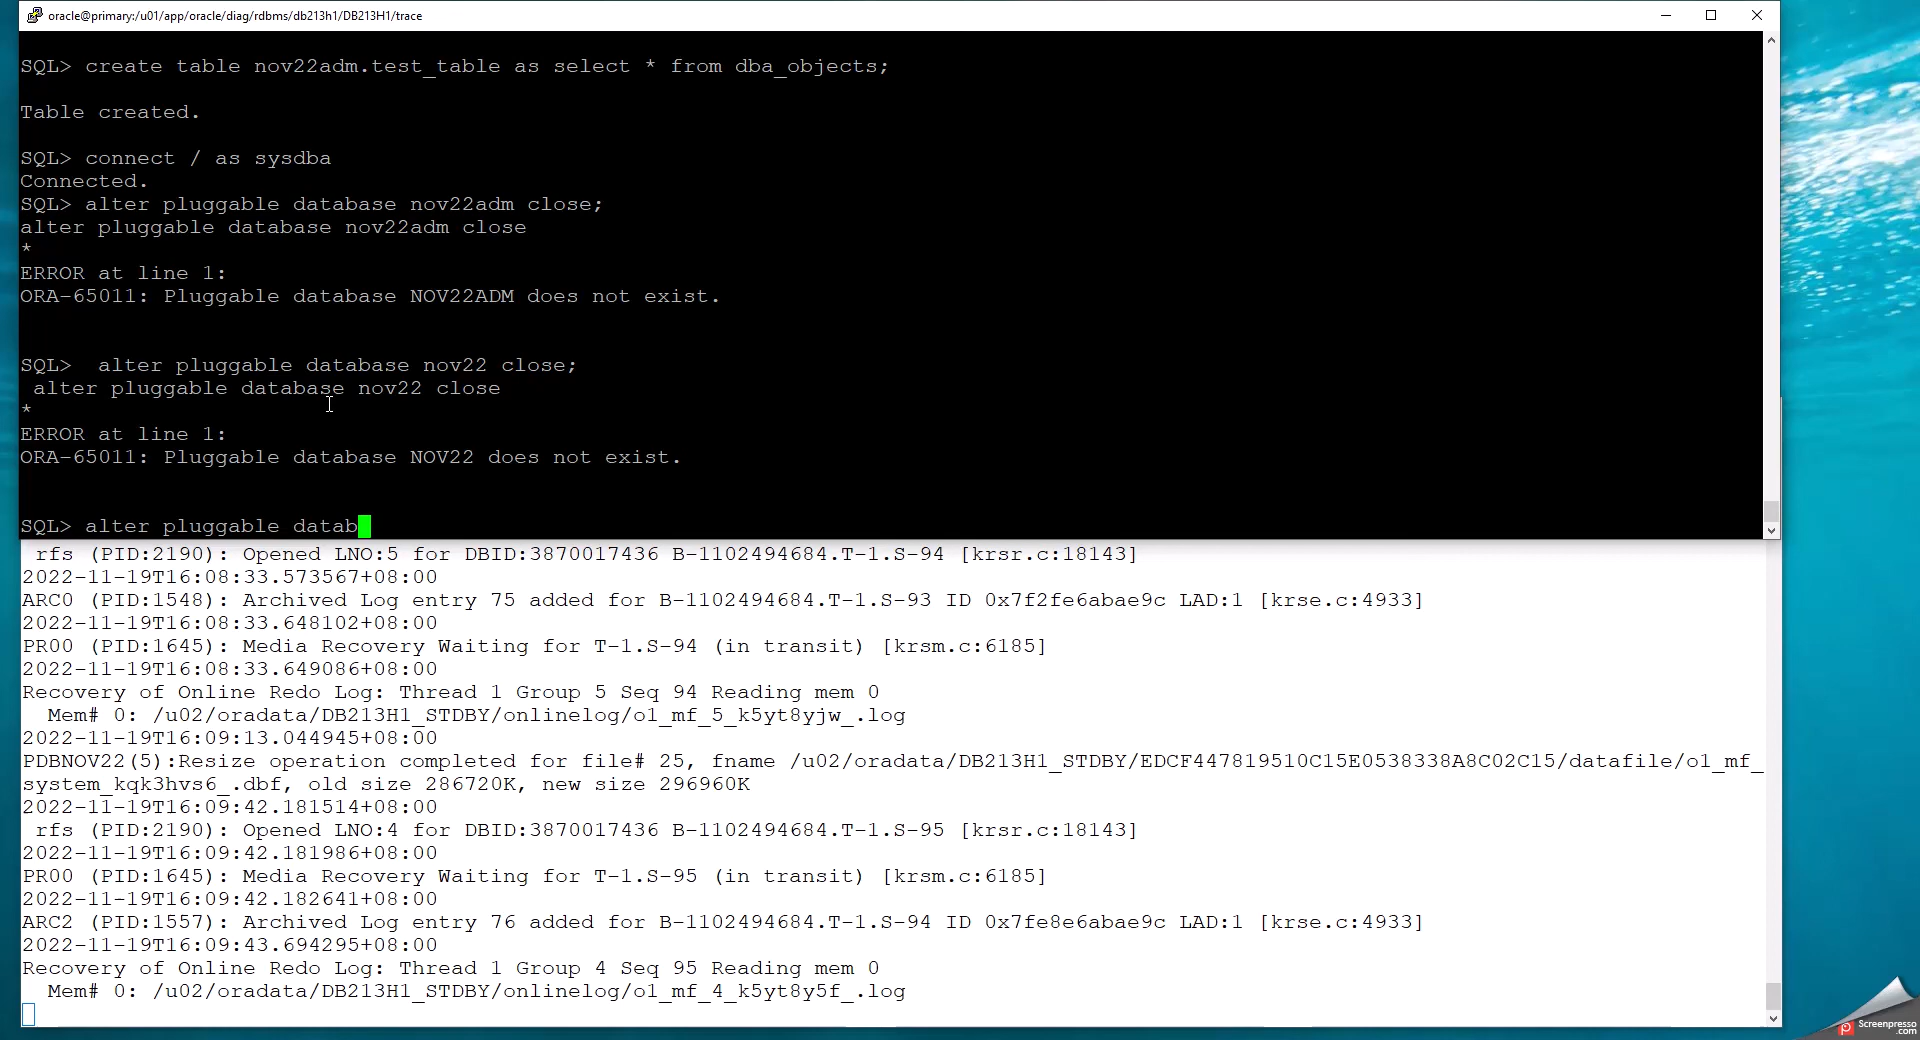 oracle@primary:/u01/app/oracle/diag/rdbms/db213h1/DB213H1/trace
SQL> create table nov22adm.test_table as select * from dba_objects;
Table created.
SQL> connect / as sysdba
Connected.
SQL> alter pluggable database nov22adm close;
alter pluggable database nov22adm close
*
ERROR at line 1:
ORA-65011: Pluggable database NOV22ADM does not exist.
SQL>  alter pluggable database nov22 close;
 alter pluggable database nov22 close
*
ERROR at line 1:
ORA-65011: Pluggable database NOV22 does not exist.
SQL> alter pluggable datab
 rfs (PID:2190): Opened LNO:5 for DBID:3870017436 B-1102494684.T-1.S-94 [krsr.c:18143]
2022-11-19T16:08:33.573567+08:00
ARC0 (PID:1548): Archived Log entry 75 added for B-1102494684.T-1.S-93 ID 0x7f2fe6abae9c LAD:1 [krse.c:4933]
2022-11-19T16:08:33.648102+08:00
PR00 (PID:1645): Media Recovery Waiting for T-1.S-94 (in transit) [krsm.c:6185]
2022-11-19T16:08:33.649086+08:00
Recovery of Online Redo Log: Thread 1 Group 5 Seq 94 Reading mem 0
  Mem# 0: /u02/oradata/DB213H1_STDBY/onlinelog/o1_mf_5_k5yt8yjw_.log
2022-11-19T16:09:13.044945+08:00
PDBNOV22(5):Resize operation completed for file# 25, fname /u02/oradata/DB213H1_STDBY/EDCF447819510C15E0538338A8C02C15/datafile/o1_mf_
system_kqk3hvs6_.dbf, old size 286720K, new size 296960K
2022-11-19T16:09:42.181514+08:00
 rfs (PID:2190): Opened LNO:4 for DBID:3870017436 B-1102494684.T-1.S-95 [krsr.c:18143]
2022-11-19T16:09:42.181986+08:00
PR00 (PID:1645): Media Recovery Waiting for T-1.S-95 (in transit) [krsm.c:6185]
2022-11-19T16:09:42.182641+08:00
ARC2 (PID:1557): Archived Log entry 76 added for B-1102494684.T-1.S-94 ID 0x7fe8e6abae9c LAD:1 [krse.c:4933]
2022-11-19T16:09:43.694295+08:00
Recovery of Online Redo Log: Thread 1 Group 4 Seq 95 Reading mem 0
  Mem# 0: /u02/oradata/DB213H1_STDBY/onlinelog/o1_mf_4_k5yt8y5f_.log
Screenpresso
.com